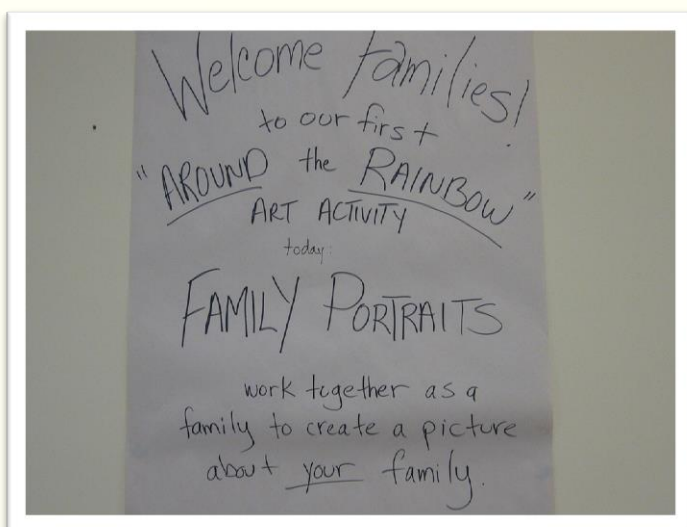 Welcome families!
to our first
"AROUND the RAINBOW"
ART ACTIVITY
today:
FAMILY PORTRAITS
work together as a
family to create a picture
about your family.